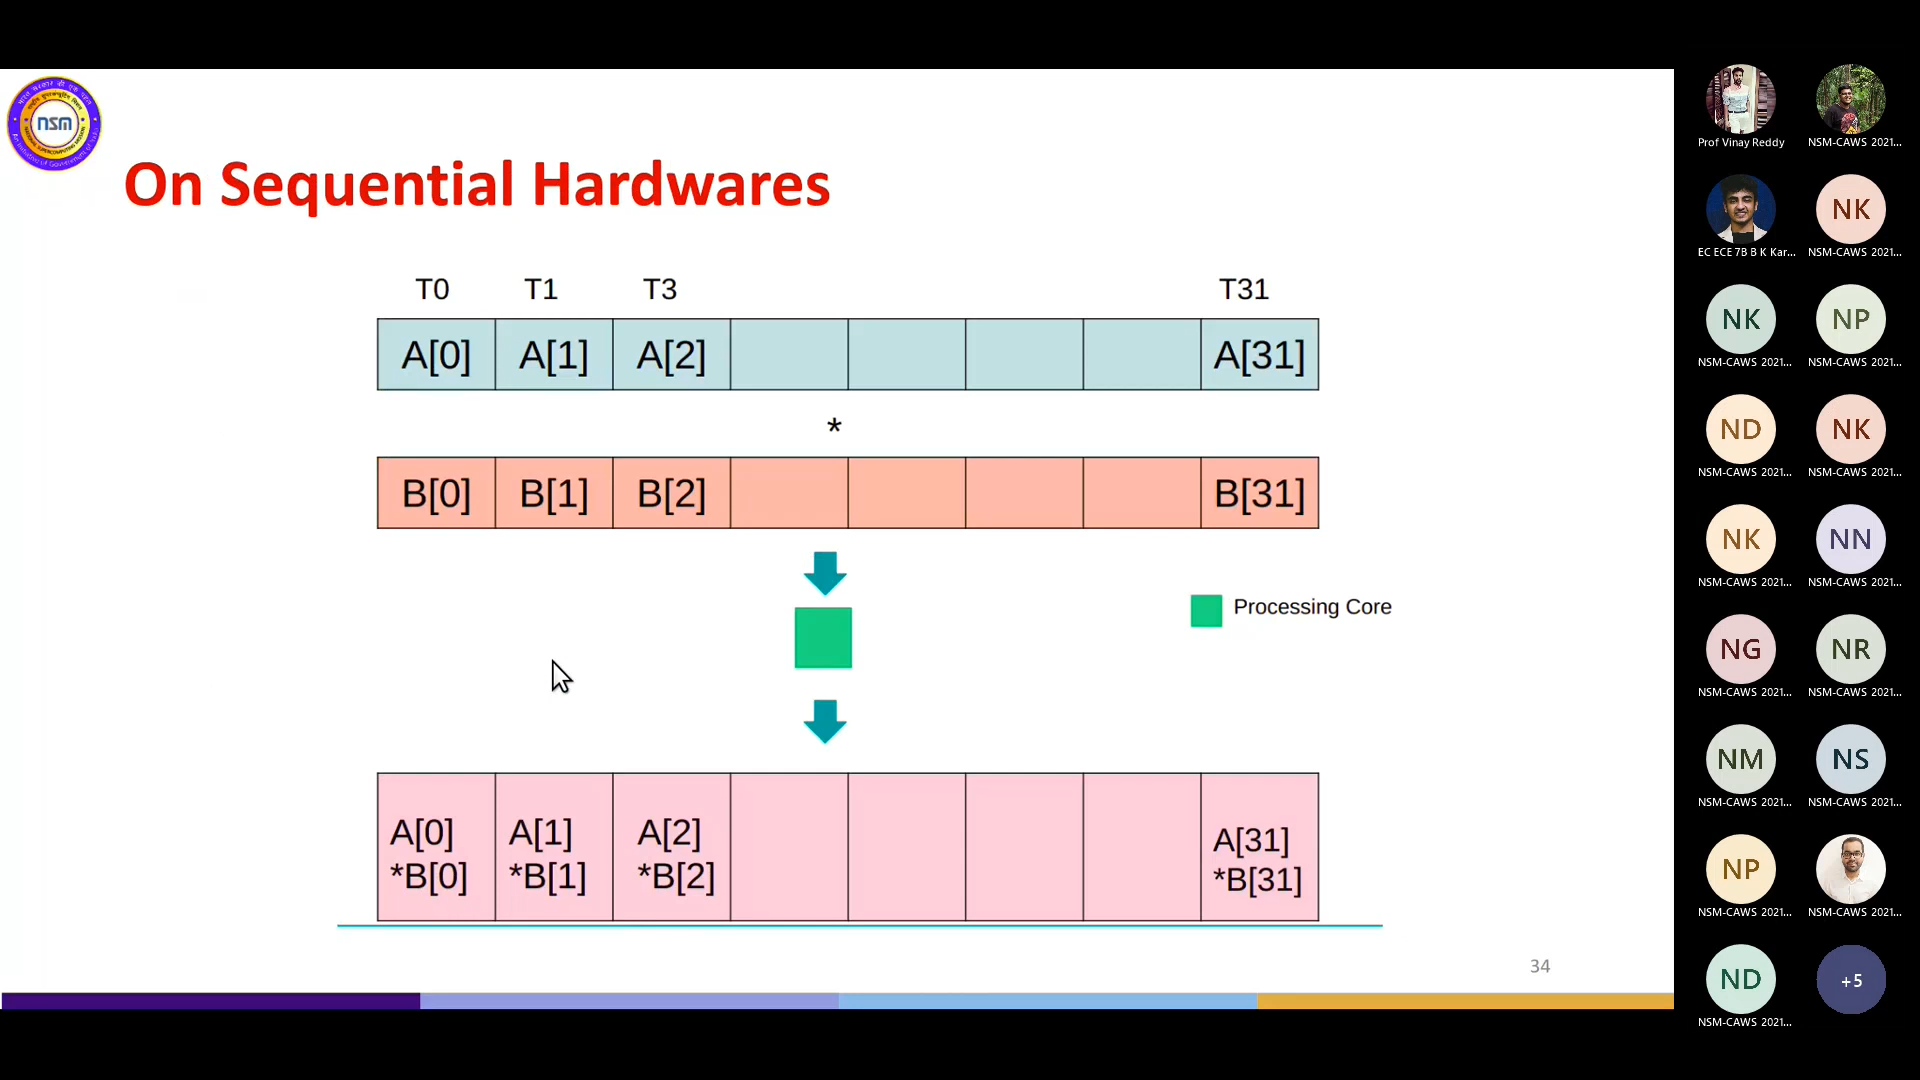 nsm
On Sequential Hardwares
T0 T1 T3 T31
A[0] A[1] A[2] A[31]
*
B[0] B[1] B[2] B[31]
Processing Core
A[0] A[1] A[2] A[31]
*B[0] *B[1] *B[2] *B[31]
34
Prof Vinay Reddy
NSM-CAWS 2021...
EC ECE 7B B K Kar...
NK
NSM-CAWS 2021...
NK
NSM-CAWS 2021...
NP
NSM-CAWS 2021...
ND
NSM-CAWS 2021...
NK
NSM-CAWS 2021...
NK
NSM-CAWS 2021...
NN
NSM-CAWS 2021...
NG
NSM-CAWS 2021...
NR
NSM-CAWS 2021...
NM
NSM-CAWS 2021...
NS
NSM-CAWS 2021...
NP
NSM-CAWS 2021...
NSM-CAWS 2021...
ND
NSM-CAWS 2021...
+5